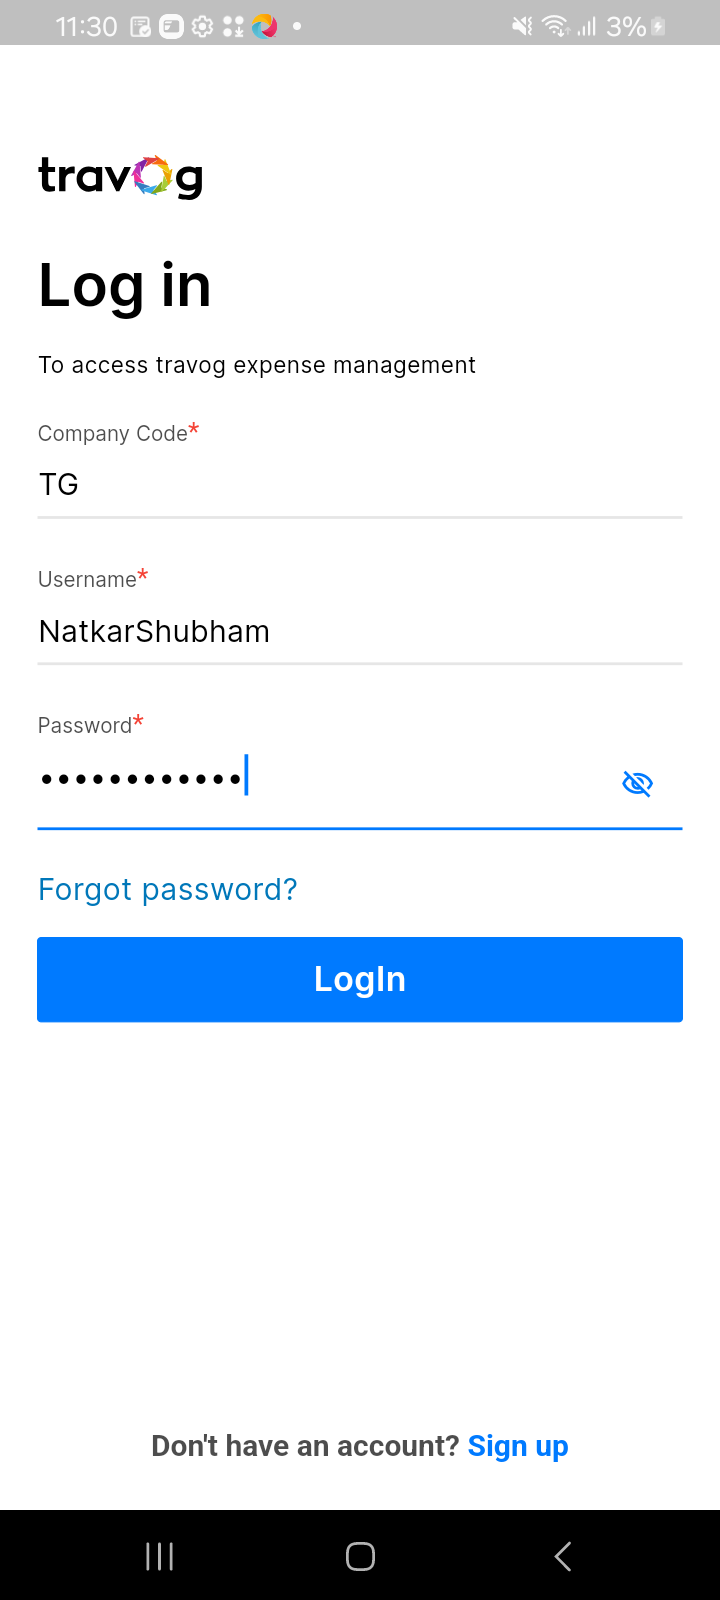 11:30 3%
travog
Log in
To access travog expense management
Company Code*
TG
Username*
NatkarShubham
Password*
••••••••••••
Forgot password?
LogIn
Don't have an account? Sign up